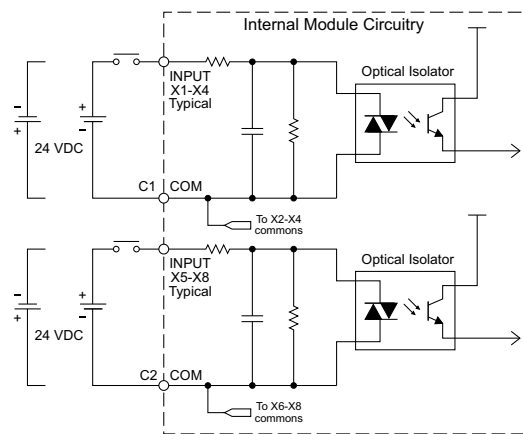 Internal Module Circuitry
INPUT
X1-X4
Typical
Optical Isolator
-
+
+
-
24 VDC
C1
COM
To X2-X4
commons
INPUT
X5-X8
Typical
Optical Isolator
-
+
+
-
24 VDC
C2
COM
To X6-X8
commons